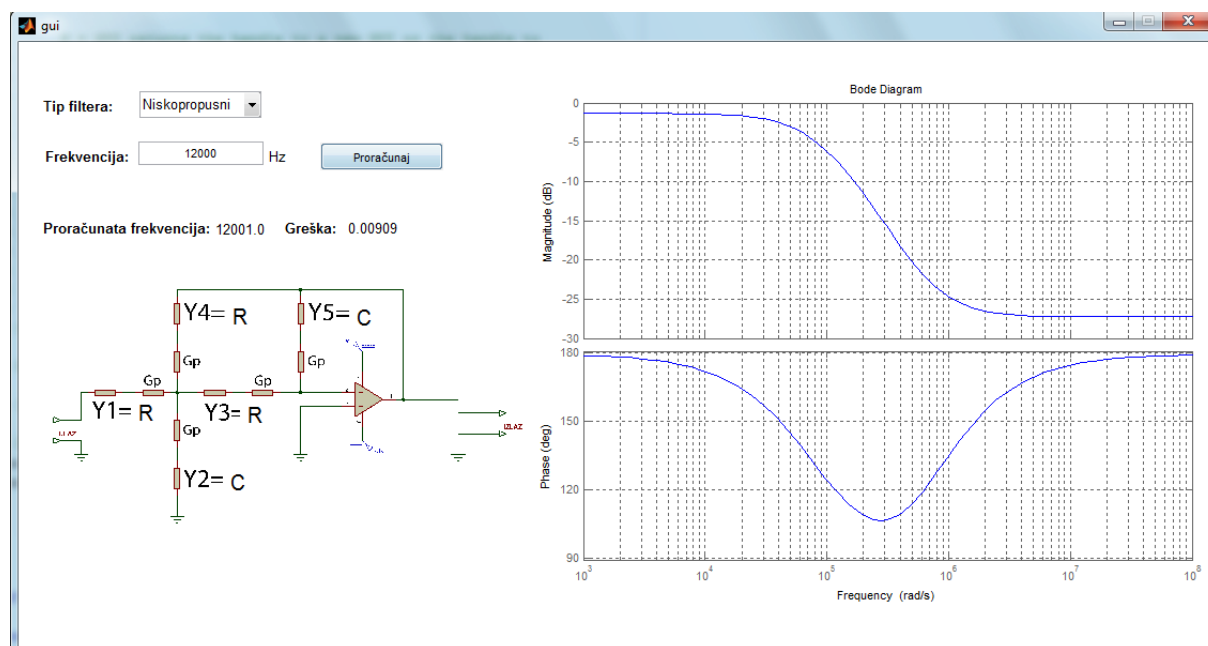 gui
Tip filtera: Niskopropusni
Frekvencija: 12000 Hz Proračunaj
Proračunata frekvencija: 12001.0 Greška: 0.00909
Y4= R
Y5= C
Gp
Gp
Gp
Gp
Y1= R
Y3= R
Gp
Y2= C
IZLAZ
Bode Diagram
Magnitude (dB)
0
-5
-10
-15
-20
-25
-30
Phase (deg)
180
150
120
90
10^3 10^4 10^5 10^6 10^7 10^8
Frequency (rad/s)